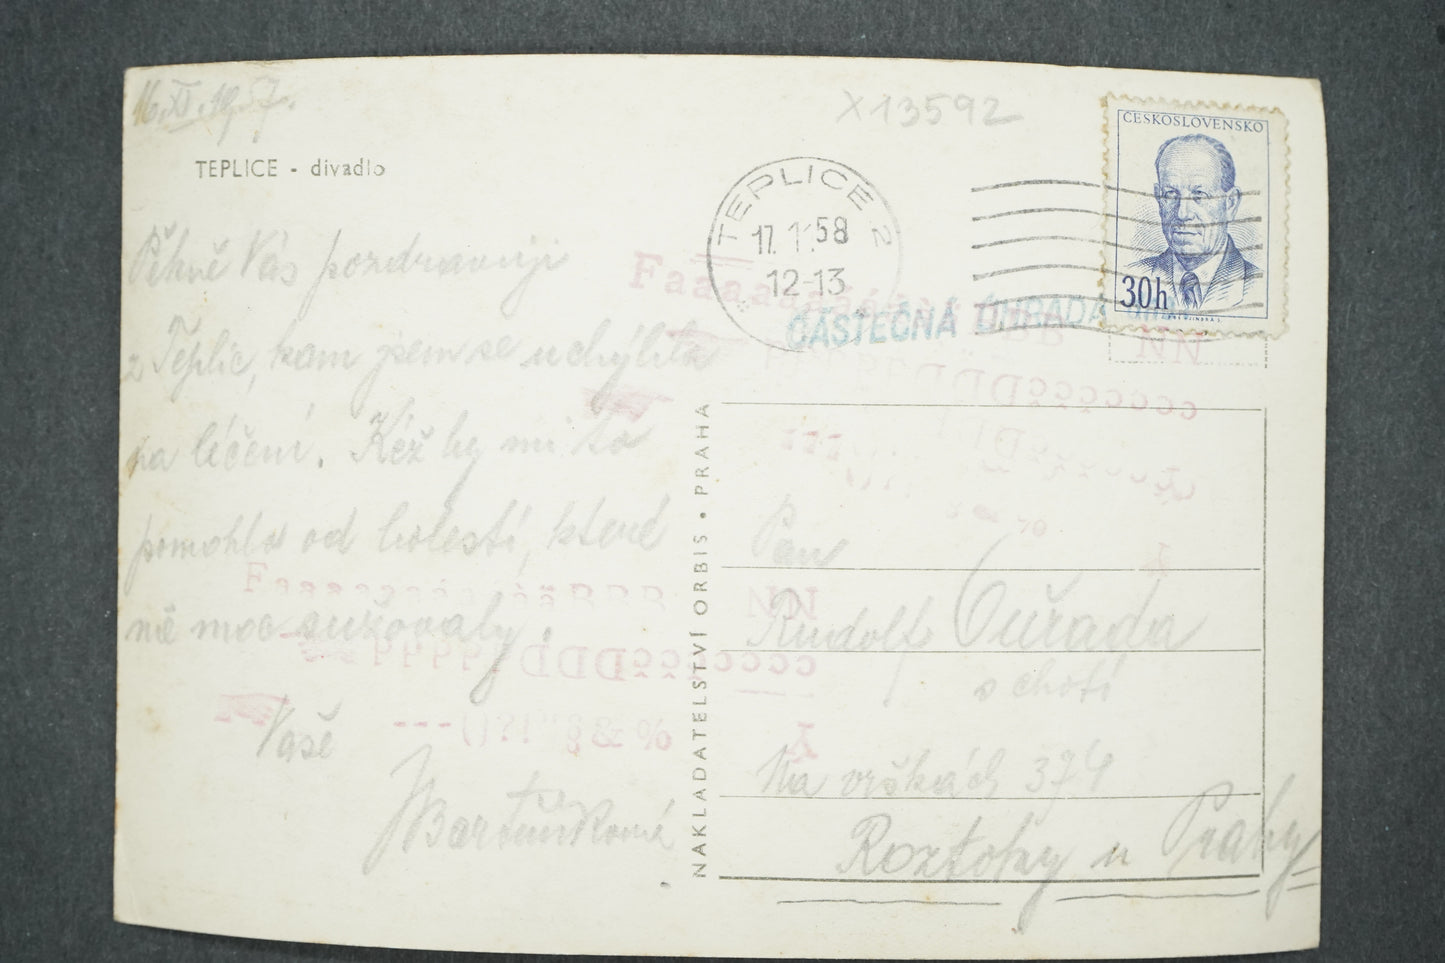 16.XI.1957.
X13592
ČESKOSLOVENSKO
30h
TEPLICE - divadlo
TEPLICE 2
17. 11. 58
12-13
ČÁSTEČNÁ ÚHRADA
Pěkně Vás pozdravuji
z Teplic, kam jsem se uchýlila
na léčení. Kéž by mi to
pomohlo od bolestí, které
mě moc sužovaly.
Vaše
JBartůňková
NAKLADATELSTVÍ ORBIS • PRAHA
Pan
Rudolf Ouřada
s chotí
Na vrškách 374
Roztoky u Prahy